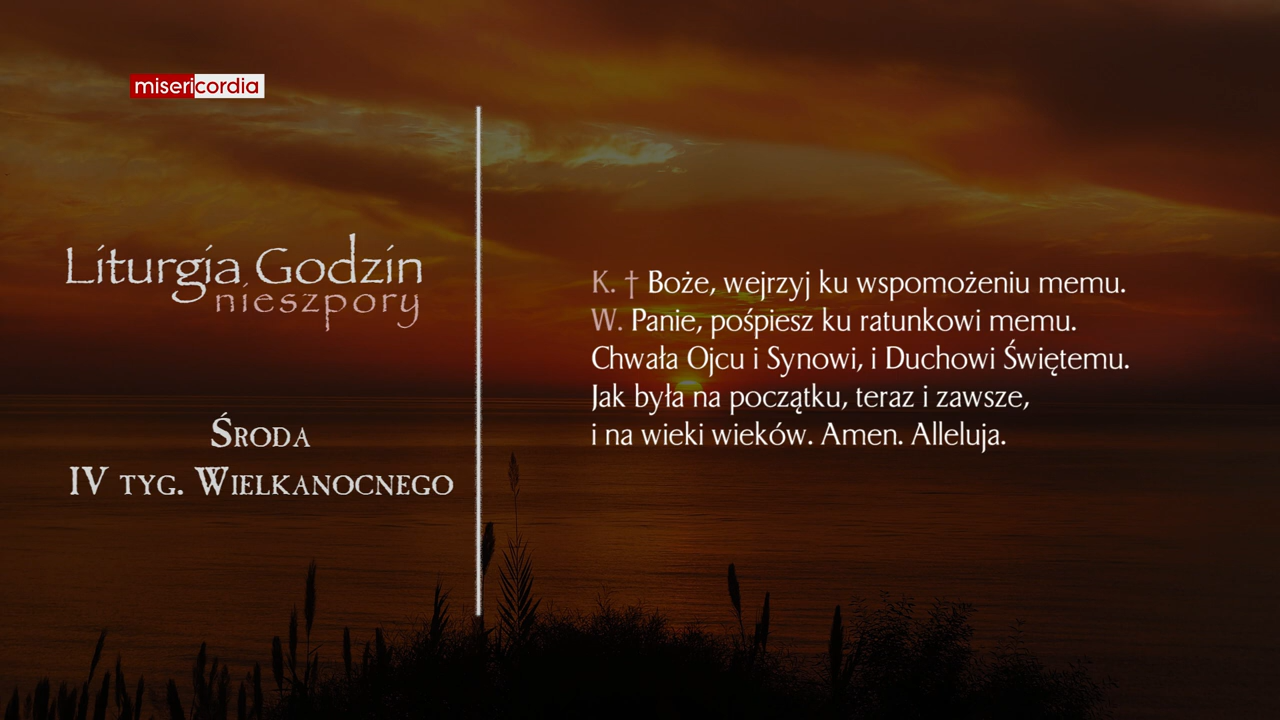 misericordia
Liturgia Godzin
nieszpory
Środa
IV tyg. Wielkanocnego
K. † Boże, wejrzyj ku wspomożeniu memu.
W. Panie, pośpiesz ku ratunkowi memu.
Chwała Ojcu i Synowi, i Duchowi Świętemu.
Jak była na początku, teraz i zawsze,
i na wieki wieków. Amen. Alleluja.